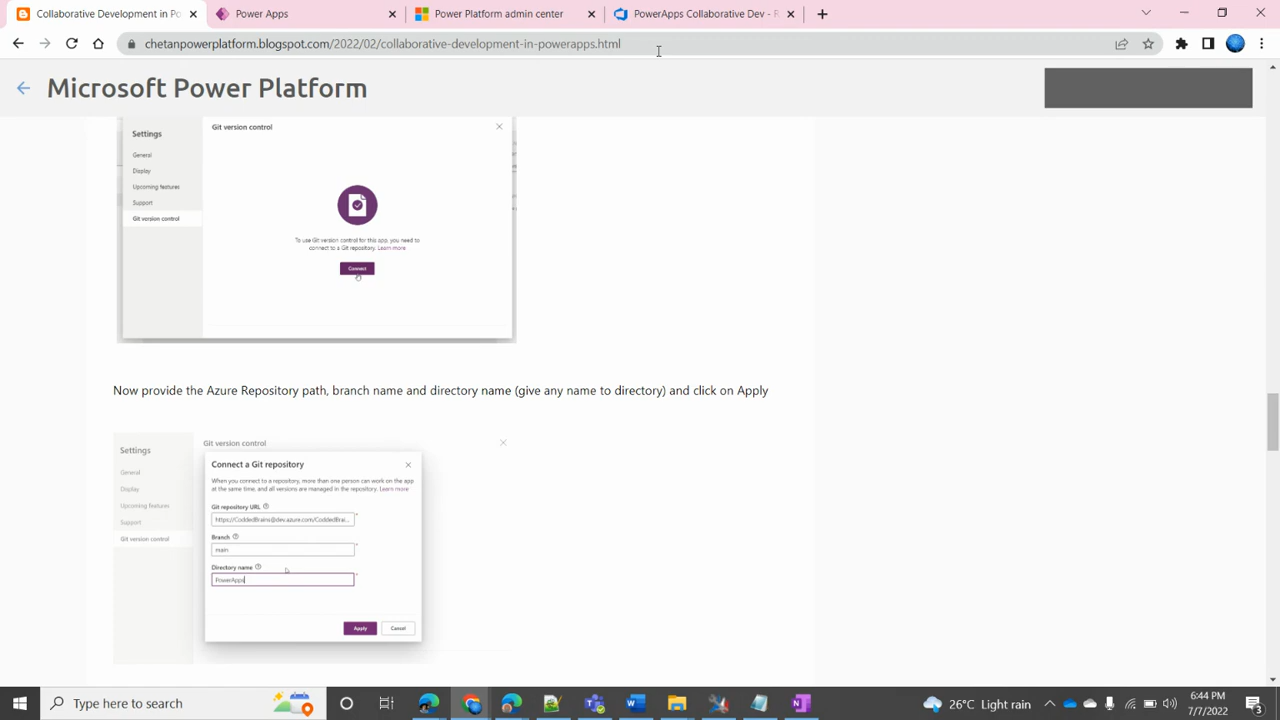 Collaborative Development in Po
Power Apps
Power Platform admin center
PowerApps Collaborative Dev - R
chetanpowerplatform.blogspot.com/2022/02/collaborative-development-in-powerapps.html
Microsoft Power Platform
Settings
General
Display
Upcoming features
Support
Git version control
Git version control
To use Git version control for this app, you need to
connect to a Git repository. Learn more
Connect
Now provide the Azure Repository path, branch name and directory name (give any name to directory) and click on Apply
Settings
General
Display
Upcoming features
Support
Git version control
Git version control
Connect a Git repository
When you connect to a repository, more than one person can work on the app
at the same time, and all versions are managed in the repository. Learn more
Git repository URL
https://CoddedBrains@dev.azure.com/CoddedBrai...
Branch
main
Directory name
PowerApps
Apply
Cancel
Type here to search
26°C Light rain
6:44 PM
7/7/2022
3